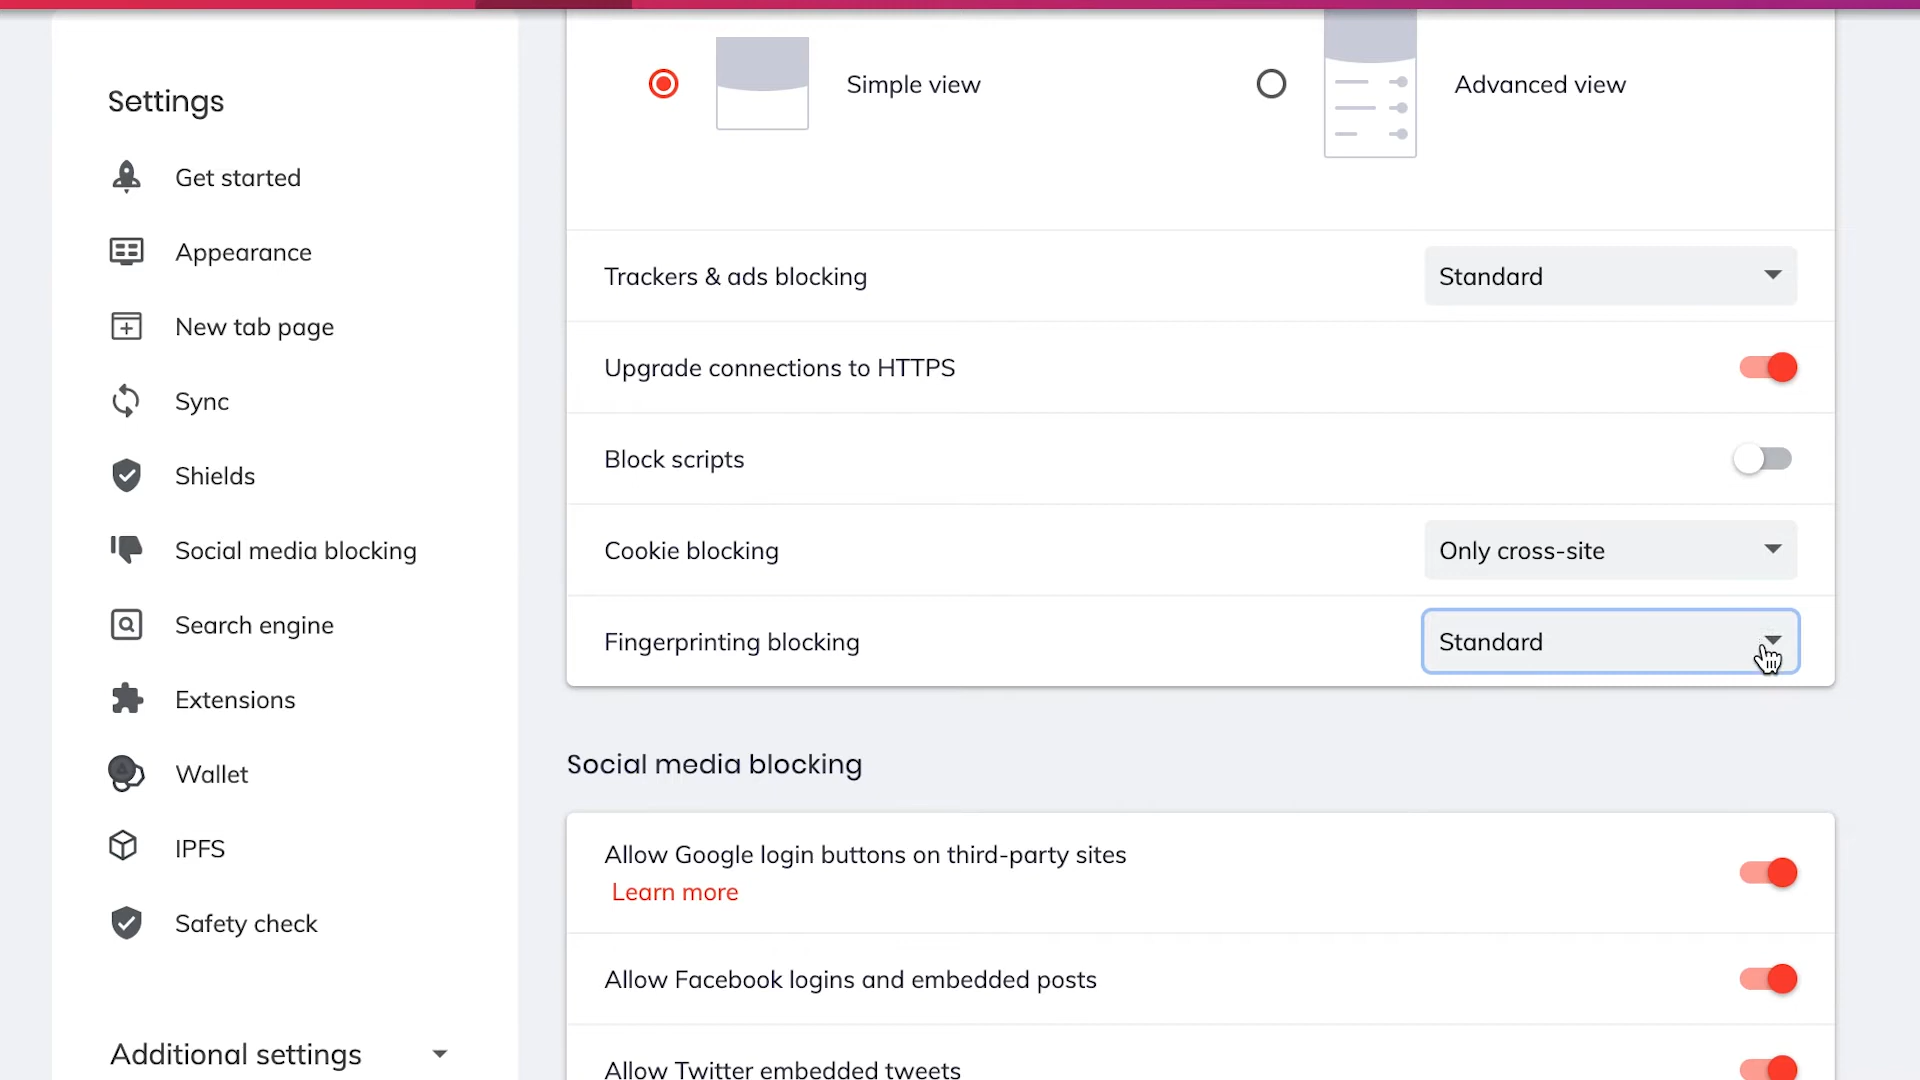 Settings
Get started
Appearance
New tab page
Sync
Shields
Social media blocking
Search engine
Extensions
Wallet
IPFS
Safety check
Additional settings
Simple view
Advanced view
Trackers & ads blocking
Standard
Upgrade connections to HTTPS
Block scripts
Cookie blocking
Only cross-site
Fingerprinting blocking
Standard
Social media blocking
Allow Google login buttons on third-party sites
Learn more
Allow Facebook logins and embedded posts
Allow Twitter embedded tweets